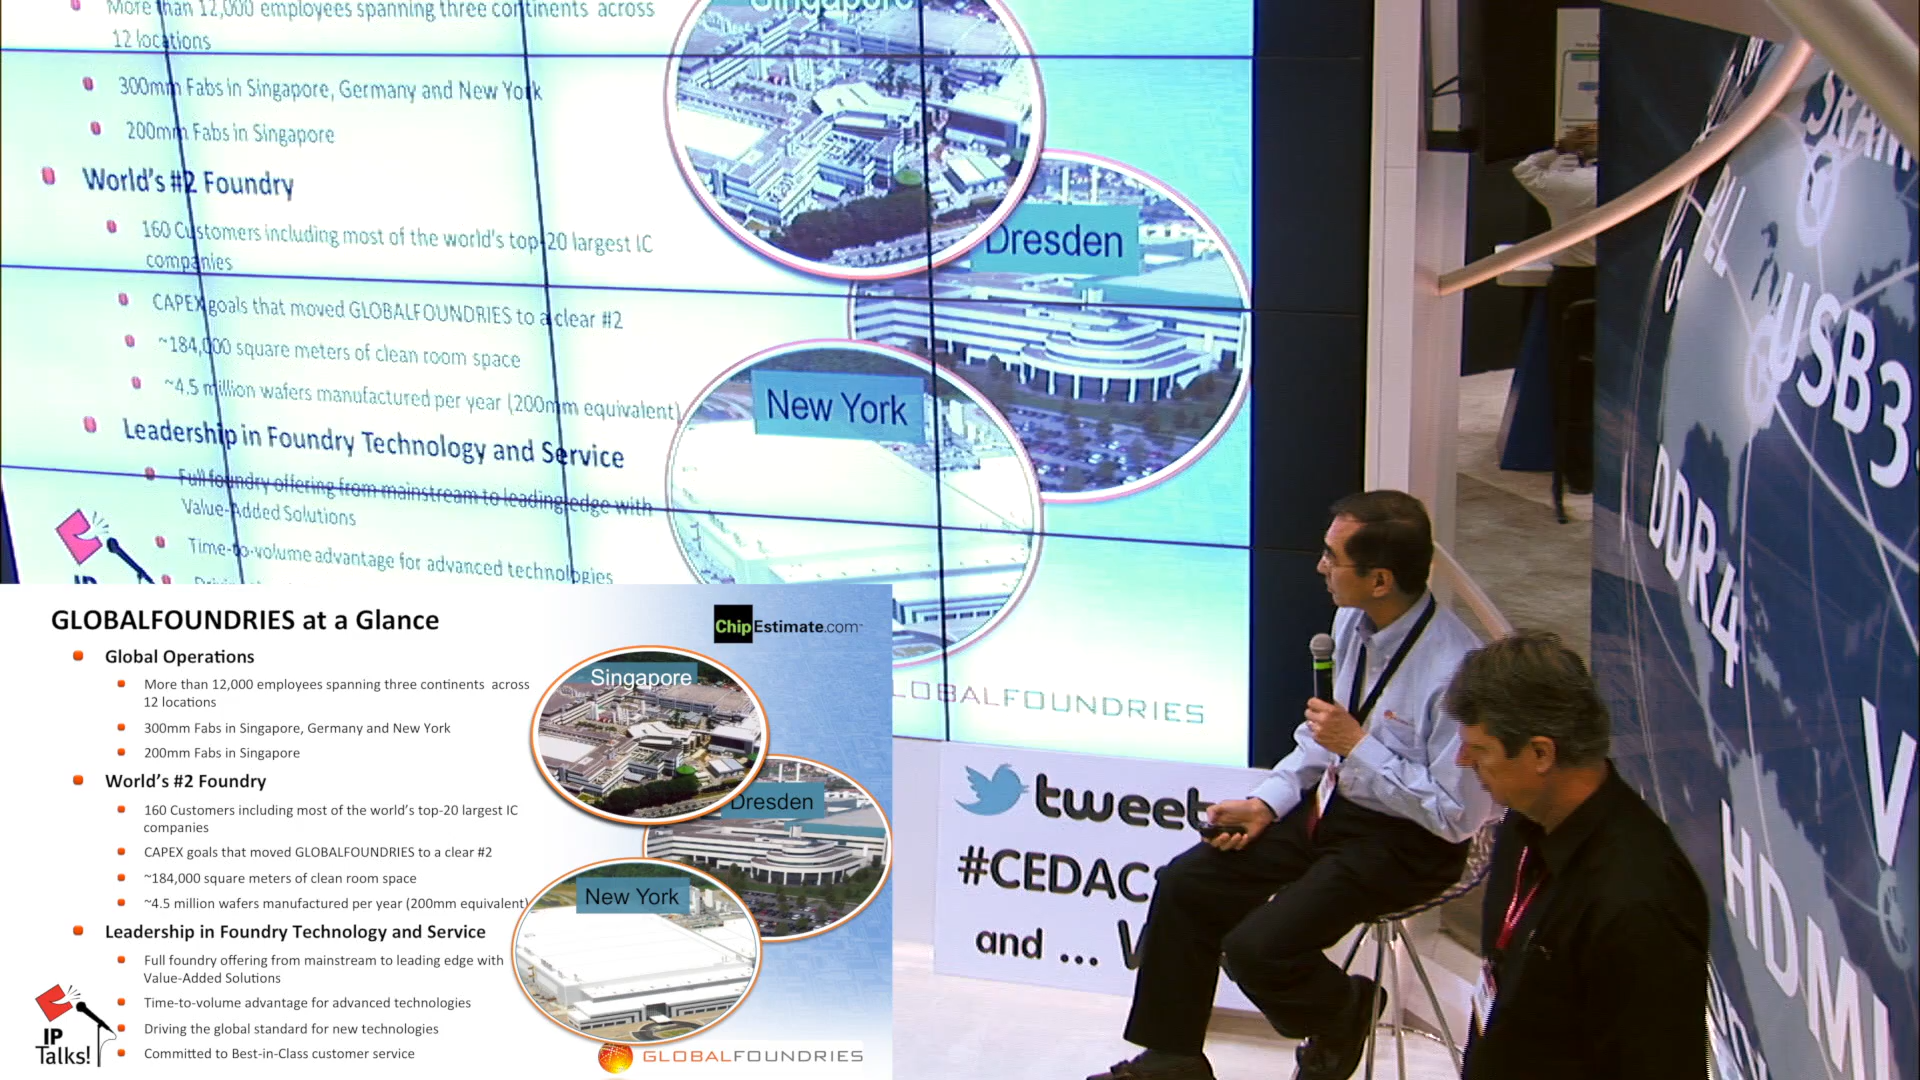 Singapore
More than 12,000 employees spanning three continents across
12 locations
300mm Fabs in Singapore, Germany and New York
200mm Fabs in Singapore
World's #2 Foundry
160 Customers including most of the world's top-20 largest IC
companies
CAPEX goals that moved GLOBALFOUNDRIES to a clear #2
~184,000 square meters of clean room space
~4.5 million wafers manufactured per year (200mm equivalent)
Leadership in Foundry Technology and Service
Full foundry offering from mainstream to leading edge with
Value-Added Solutions
Time-to-volume advantage for advanced technologies
Dresden
New York
GLOBALFOUNDRIES
tweet
#CEDAC
and ...
SRAM
PLL
USB3
DDR4
HDMI
GLOBALFOUNDRIES at a Glance
ChipEstimate.com
Global Operations
More than 12,000 employees spanning three continents across
12 locations
300mm Fabs in Singapore, Germany and New York
200mm Fabs in Singapore
World's #2 Foundry
160 Customers including most of the world's top-20 largest IC
companies
CAPEX goals that moved GLOBALFOUNDRIES to a clear #2
~184,000 square meters of clean room space
~4.5 million wafers manufactured per year (200mm equivalent)
Leadership in Foundry Technology and Service
Full foundry offering from mainstream to leading edge with
Value-Added Solutions
Time-to-volume advantage for advanced technologies
Driving the global standard for new technologies
Committed to Best-in-Class customer service
Singapore
Dresden
New York
IP
Talks!
GLOBALFOUNDRIES